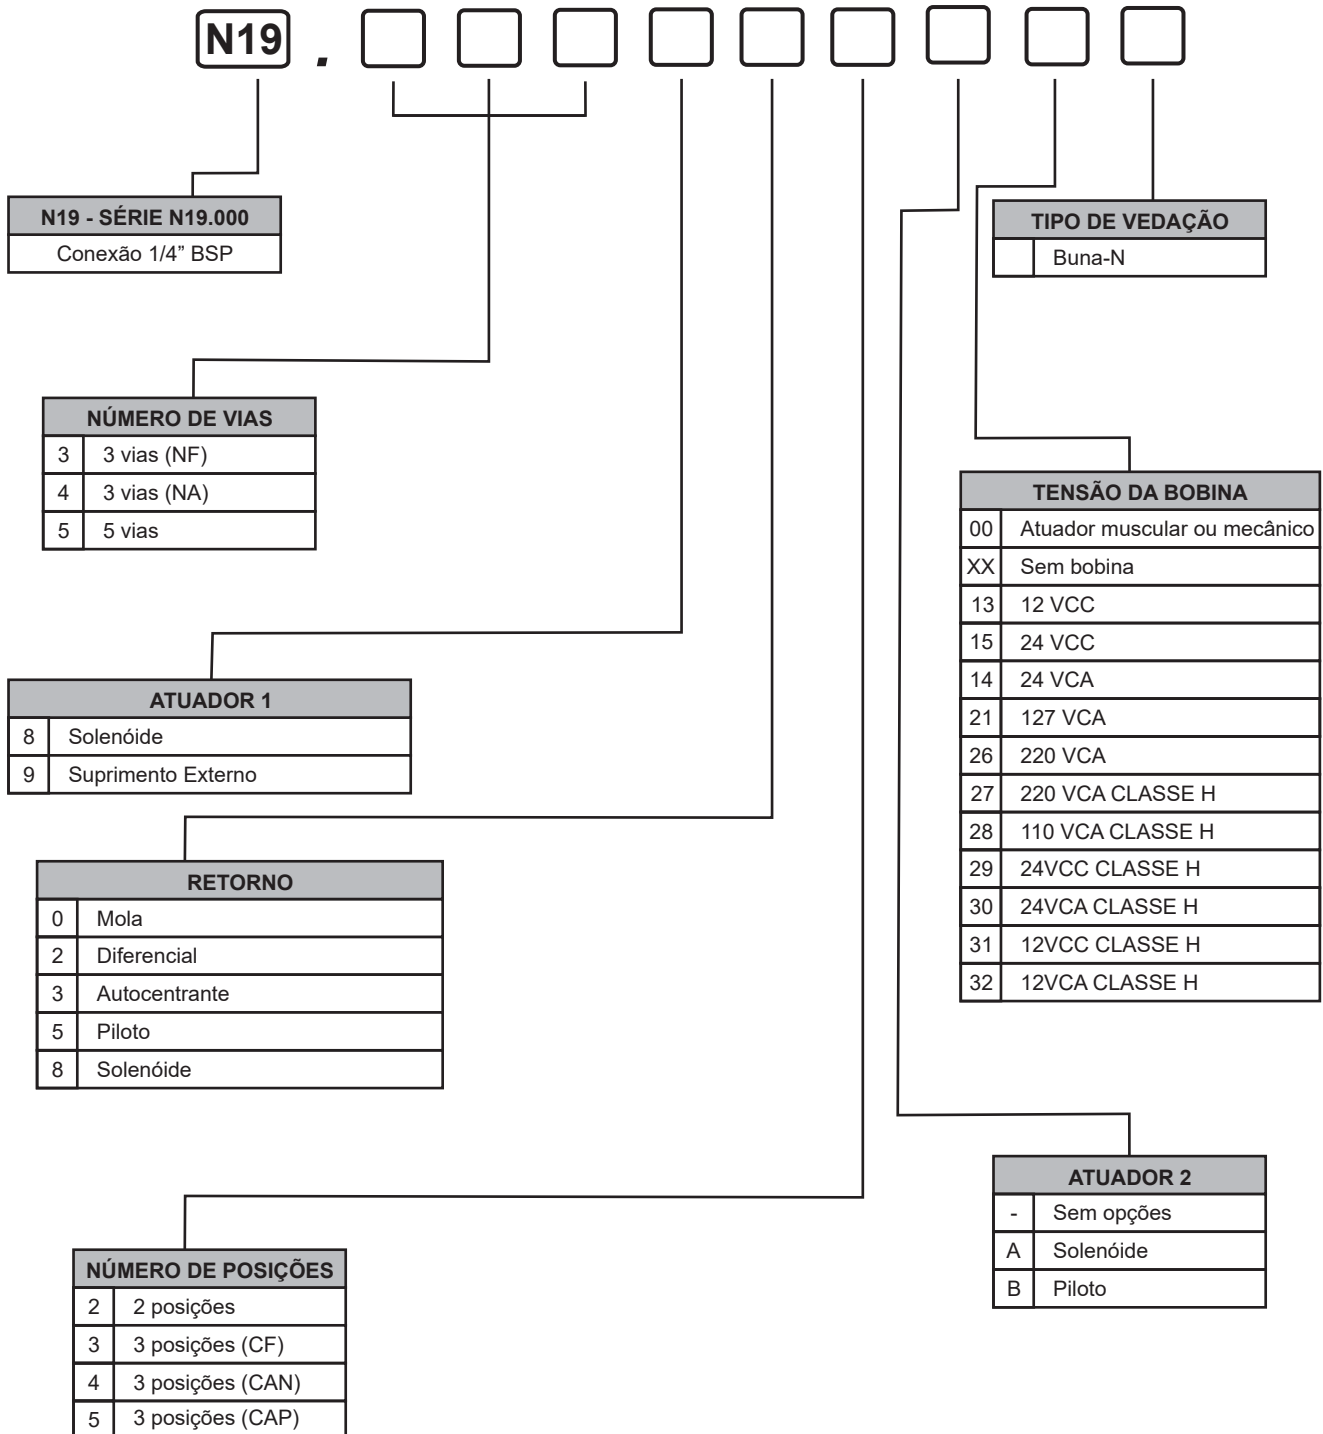 N19 .
N19 - SÉRIE N19.000
Conexão 1/4” BSP
TIPO DE VEDAÇÃO
Buna-N
NÚMERO DE VIAS
3 3 vias (NF)
4 3 vias (NA)
5 5 vias
TENSÃO DA BOBINA
00 Atuador muscular ou mecânico
XX Sem bobina
13 12 VCC
15 24 VCC
14 24 VCA
21 127 VCA
26 220 VCA
27 220 VCA CLASSE H
28 110 VCA CLASSE H
29 24VCC CLASSE H
30 24VCA CLASSE H
31 12VCC CLASSE H
32 12VCA CLASSE H
ATUADOR 1
8 Solenóide
9 Suprimento Externo
RETORNO
0 Mola
2 Diferencial
3 Autocentrante
5 Piloto
8 Solenóide
ATUADOR 2
- Sem opções
A Solenóide
B Piloto
NÚMERO DE POSIÇÕES
2 2 posições
3 3 posições (CF)
4 3 posições (CAN)
5 3 posições (CAP)